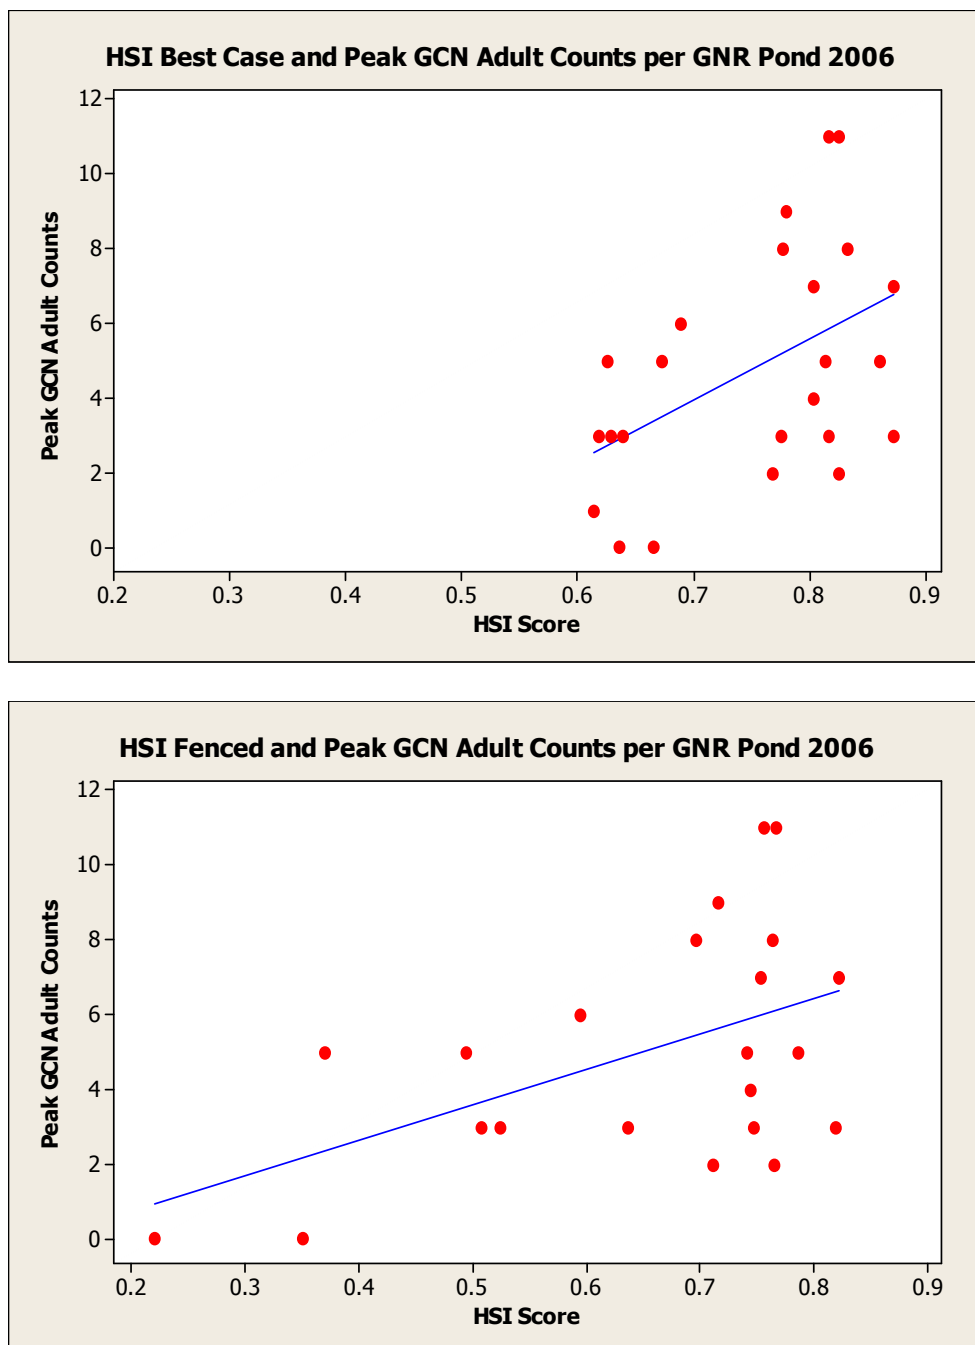 HSI Best Case and Peak GCN Adult Counts per GNR Pond 2006
Peak GCN Adult Counts
12
10
8
6
4
2
0
0.2 0.3 0.4 0.5 0.6 0.7 0.8 0.9
HSI Score
HSI Fenced and Peak GCN Adult Counts per GNR Pond 2006
Peak GCN Adult Counts
12
10
8
6
4
2
0
0.2 0.3 0.4 0.5 0.6 0.7 0.8 0.9
HSI Score